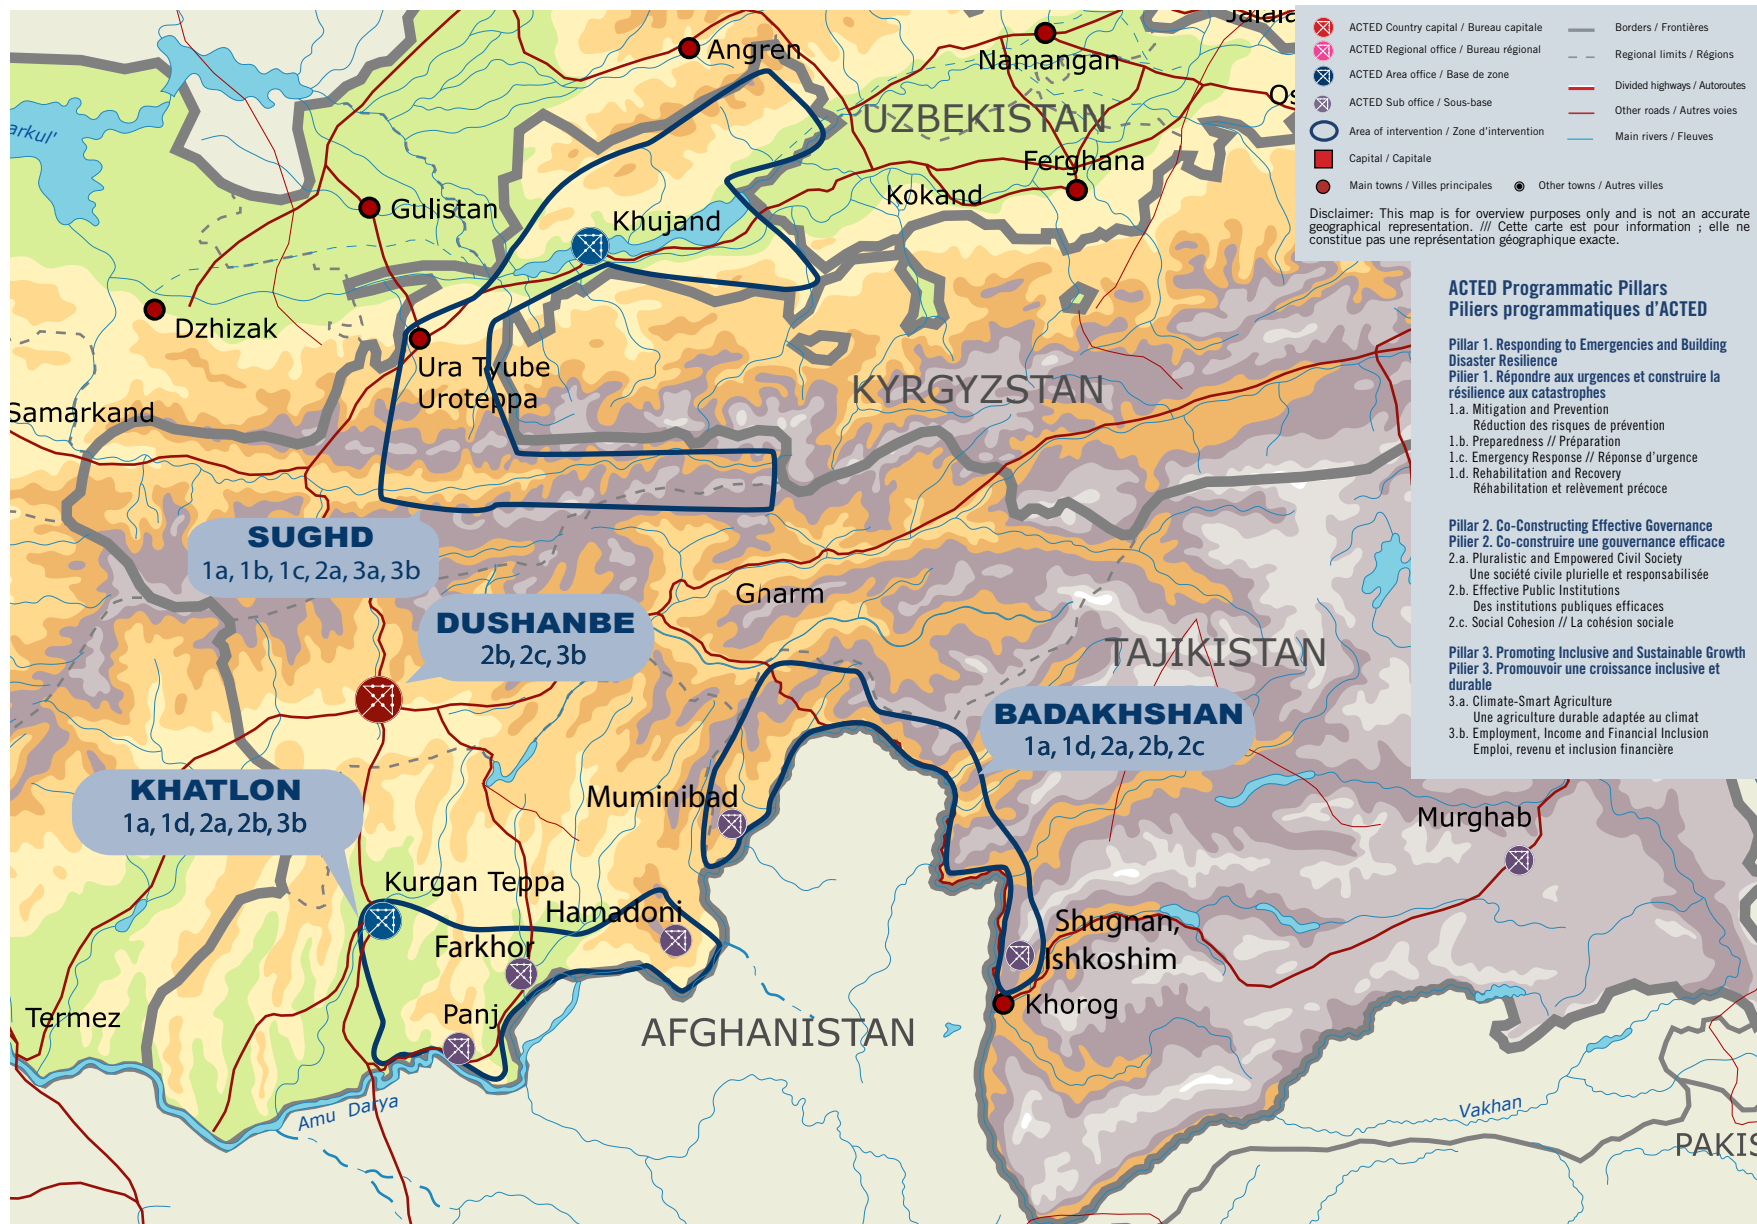 ACTED Country capital / Bureau capitale
ACTED Regional office / Bureau régional
ACTED Area office / Base de zone
ACTED Sub office / Sous-base
Area of intervention / Zone d'intervention
Capital / Capitale
Main towns / Villes principales
Other towns / Autres villes
Borders / Frontières
Regional limits / Régions
Divided highways / Autoroutes
Other roads / Autres voies
Main rivers / Fleuves
Disclaimer: This map is for overview purposes only and is not an accurate
geographical representation. /// Cette carte est pour information ; elle ne
constitue pas une représentation géographique exacte.
ACTED Programmatic Pillars
Piliers programmatiques d'ACTED
Pillar 1. Responding to Emergencies and Building
Disaster Resilience
Pilier 1. Répondre aux urgences et construire la
résilience aux catastrophes
1.a. Mitigation and Prevention
Réduction des risques de prévention
1.b. Preparedness // Préparation
1.c. Emergency Response // Réponse d'urgence
1.d. Rehabilitation and Recovery
Réhabilitation et relèvement précoce
Pillar 2. Co-Constructing Effective Governance
Pilier 2. Co-construire une gouvernance efficace
2.a. Pluralistic and Empowered Civil Society
Une société civile plurielle et responsabilisée
2.b. Effective Public Institutions
Des institutions publiques efficaces
2.c. Social Cohesion // La cohésion sociale
Pillar 3. Promoting Inclusive and Sustainable Growth
Pilier 3. Promouvoir une croissance inclusive et
durable
3.a. Climate-Smart Agriculture
Une agriculture durable adaptée au climat
3.b. Employment, Income and Financial Inclusion
Emploi, revenu et inclusion financière
Angren
Namangan
UZBEKISTAN
arkul'
Ferghana
Kokand
Gulistan
Khujand
Dzhizak
Ura Tyube
Uroteppa
KYRGYZSTAN
Samarkand
SUGHD
1a, 1b, 1c, 2a, 3a, 3b
Gharm
DUSHANBE
2b, 2c, 3b
TAJIKISTAN
BADAKHSHAN
1a, 1d, 2a, 2b, 2c
KHATLON
1a, 1d, 2a, 2b, 3b
Muminibad
Murghab
Kurgan Teppa
Hamadoni
Farkhor
Shugnan,
Ishkoshim
Khorog
Panj
Termez
AFGHANISTAN
Amu Darya
Vakhan
PAKIS